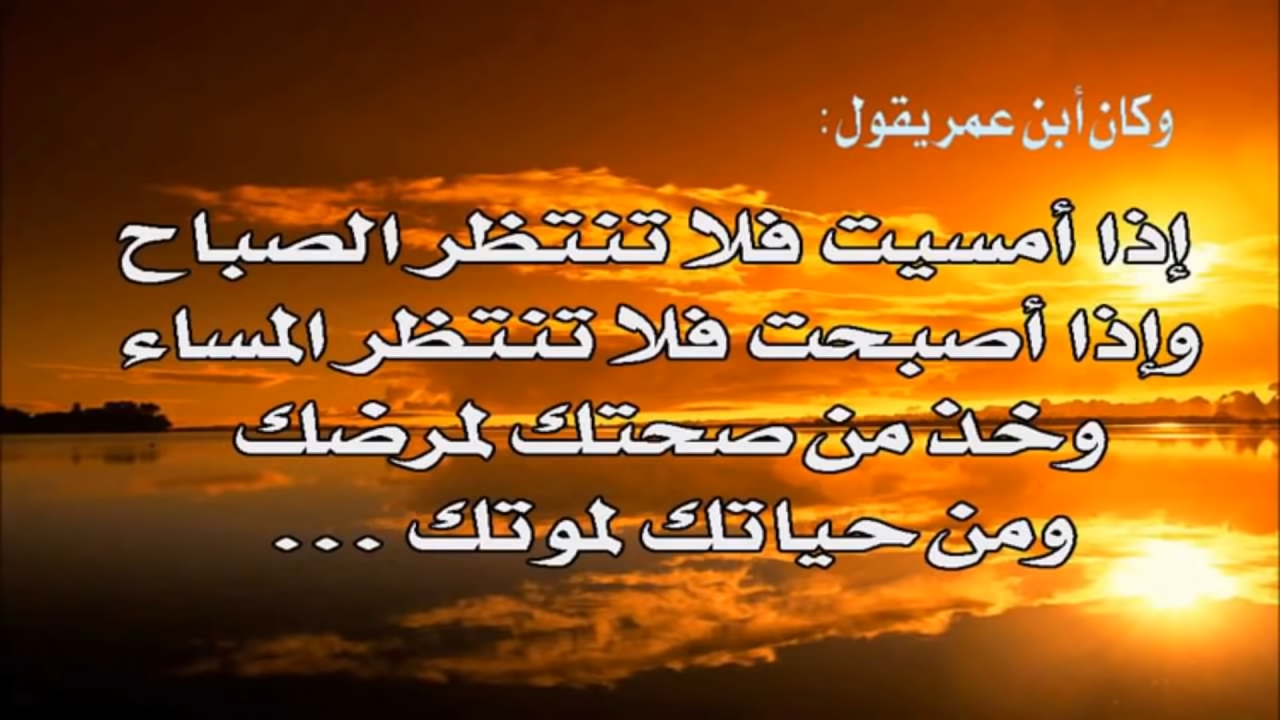 وكان أبن عمر يقول:
إذا أمسيت فلا تنتظر الصباح
وإذا أصبحت فلا تنتظر المساء
وخذ من صحتك لمرضك
ومن حياتك لموتك ...